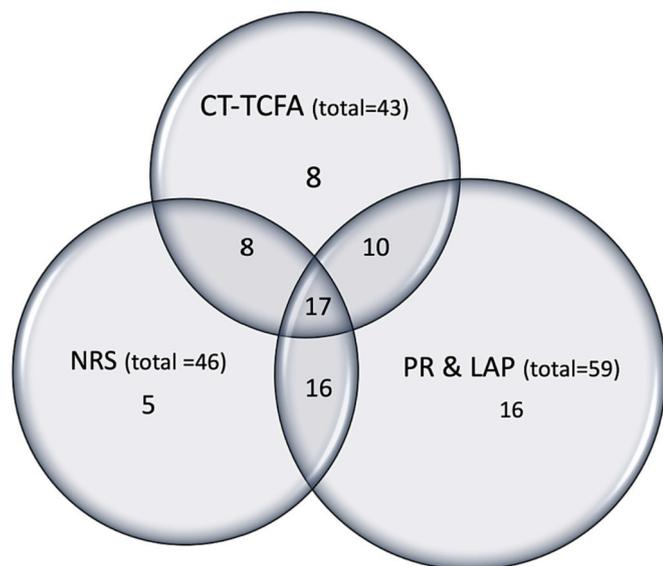 CT-TCFA (total=43)
8
8
10
17
NRS (total =46)
5
16
PR & LAP (total=59)
16